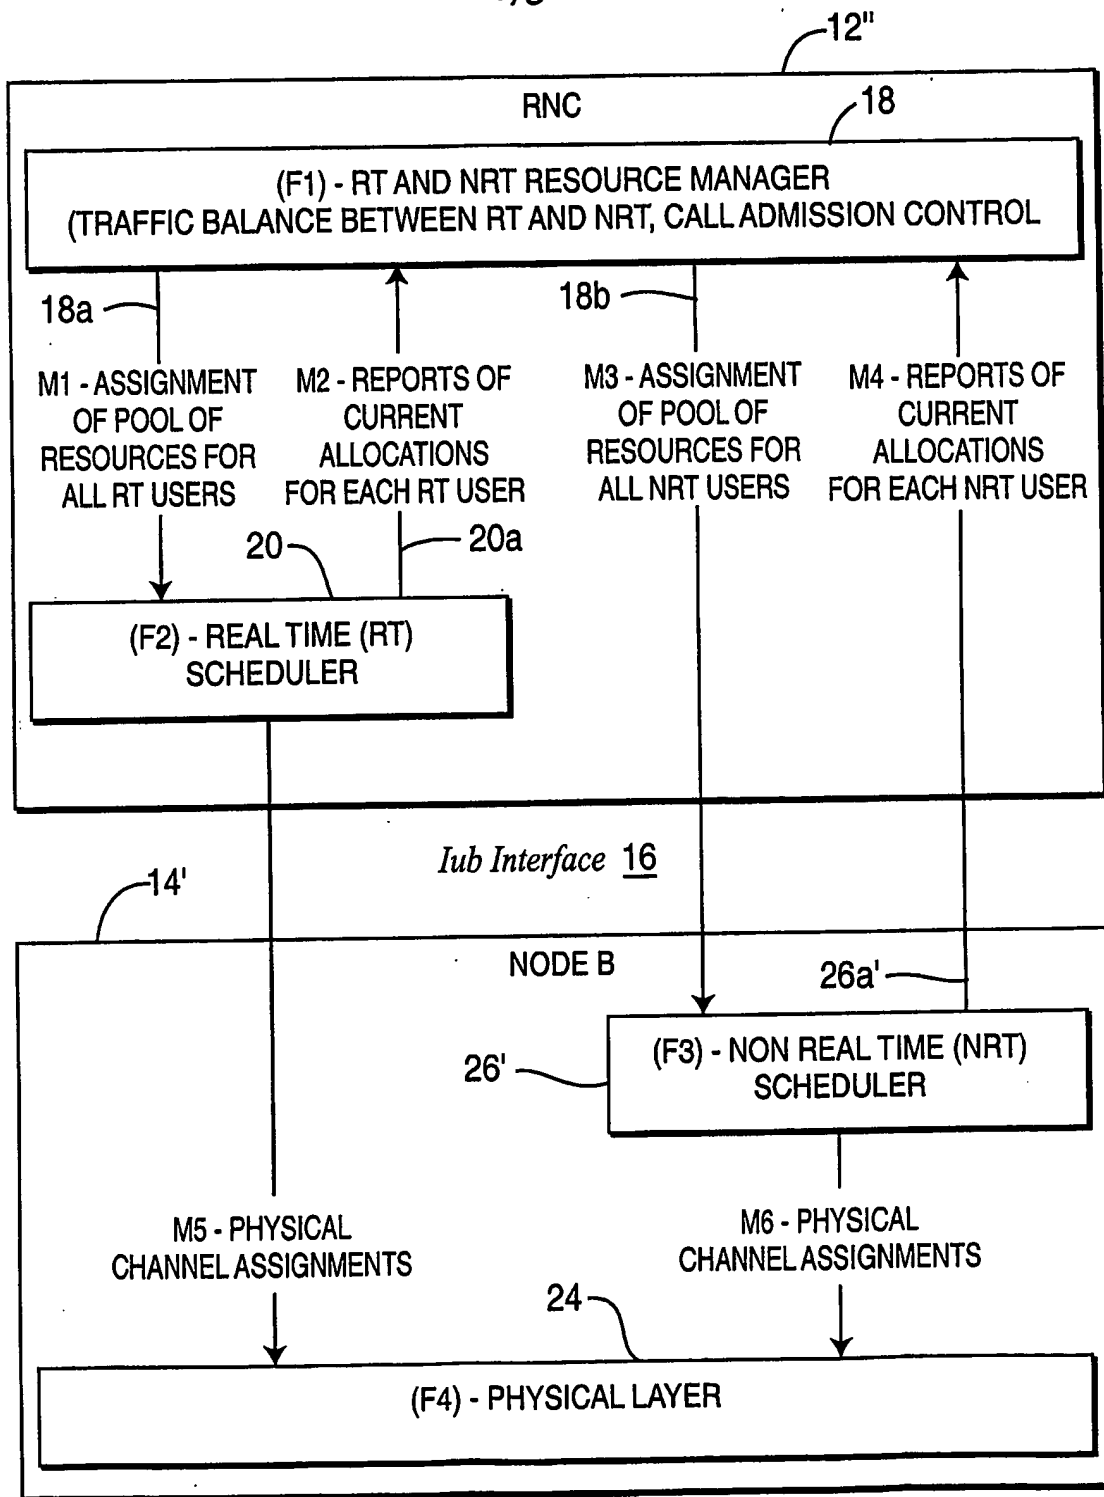 12"
RNC
18
(F1) - RT AND NRT RESOURCE MANAGER
(TRAFFIC BALANCE BETWEEN RT AND NRT, CALL ADMISSION CONTROL
18a
18b
M1 - ASSIGNMENT
OF POOL OF
RESOURCES FOR
ALL RT USERS
M2 - REPORTS OF
CURRENT
ALLOCATIONS
FOR EACH RT USER
M3 - ASSIGNMENT
OF POOL OF
RESOURCES FOR
ALL NRT USERS
M4 - REPORTS OF
CURRENT
ALLOCATIONS
FOR EACH NRT USER
20
20a
(F2) - REAL TIME (RT)
SCHEDULER
Iub Interface 16
14'
NODE B
26a'
26'
(F3) - NON REAL TIME (NRT)
SCHEDULER
M5 - PHYSICAL
CHANNEL ASSIGNMENTS
M6 - PHYSICAL
CHANNEL ASSIGNMENTS
24
(F4) - PHYSICAL LAYER